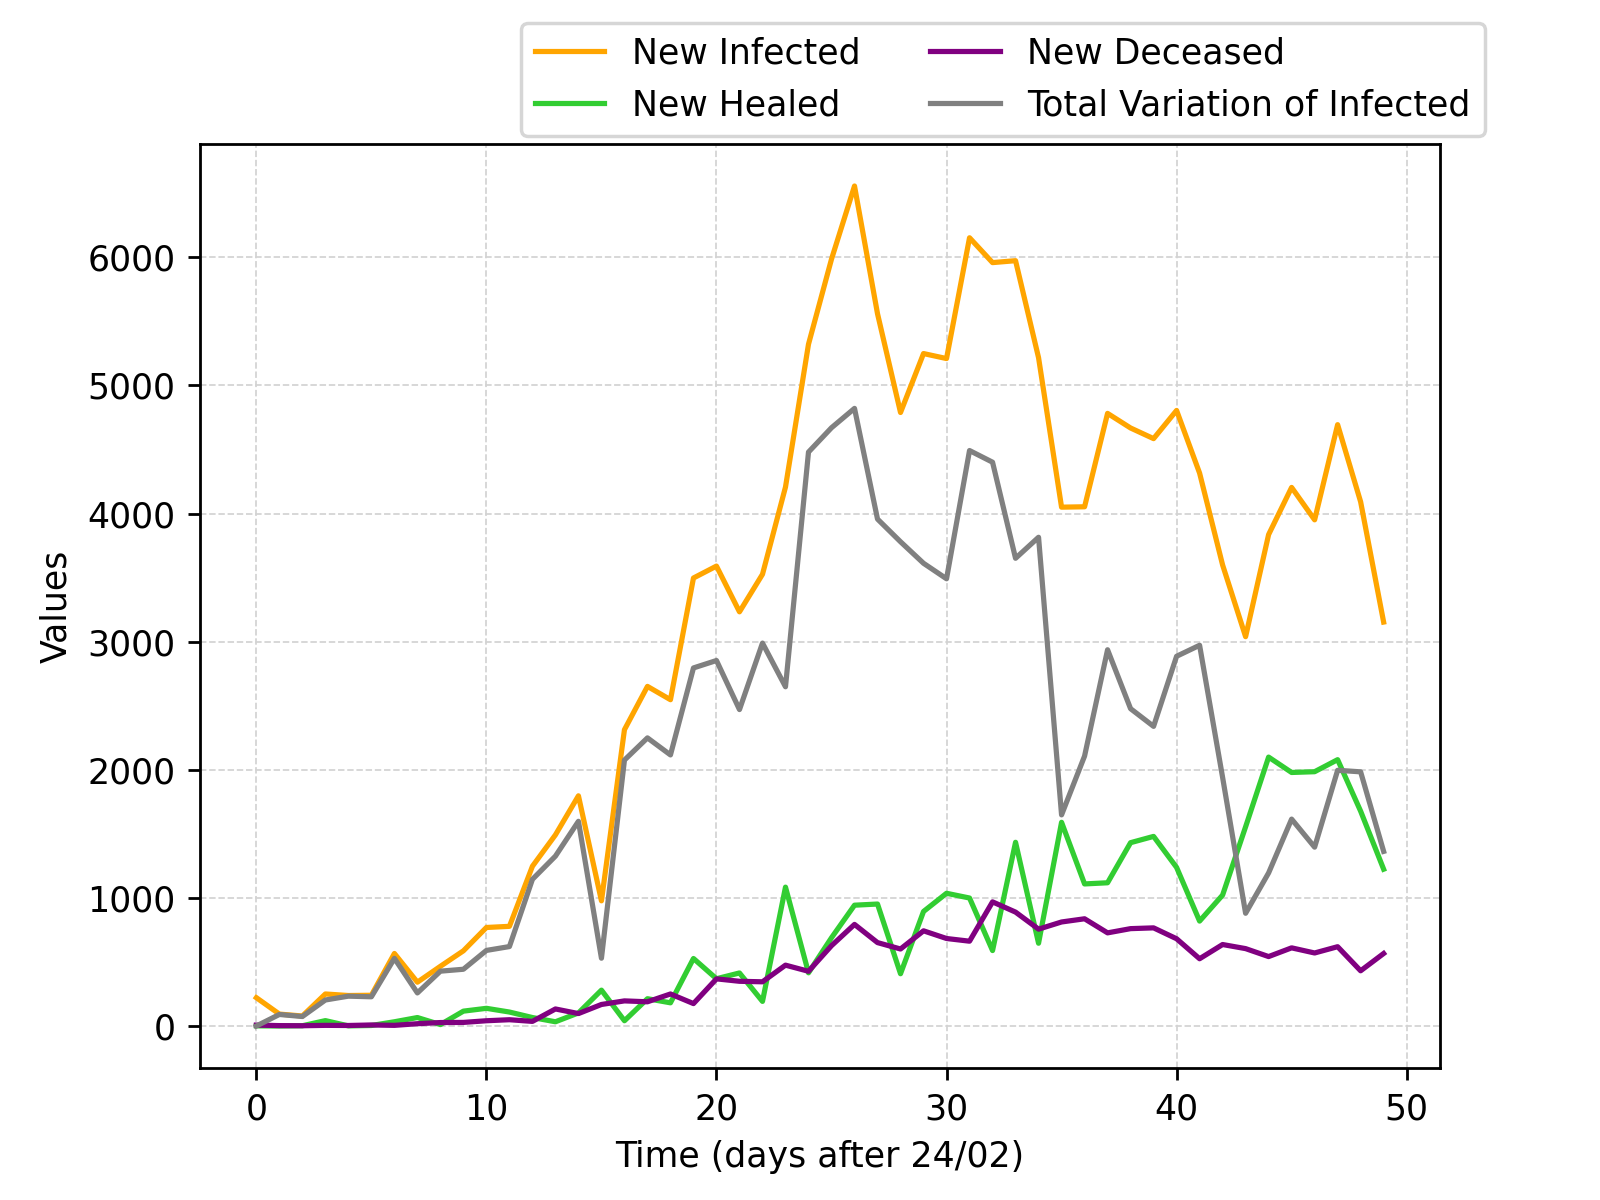 New Infected
New Healed
New Deceased
Total Variation of Infected
Values
6000
5000
4000
3000
2000
1000
0
0 10 20 30 40 50
Time (days after 24/02)